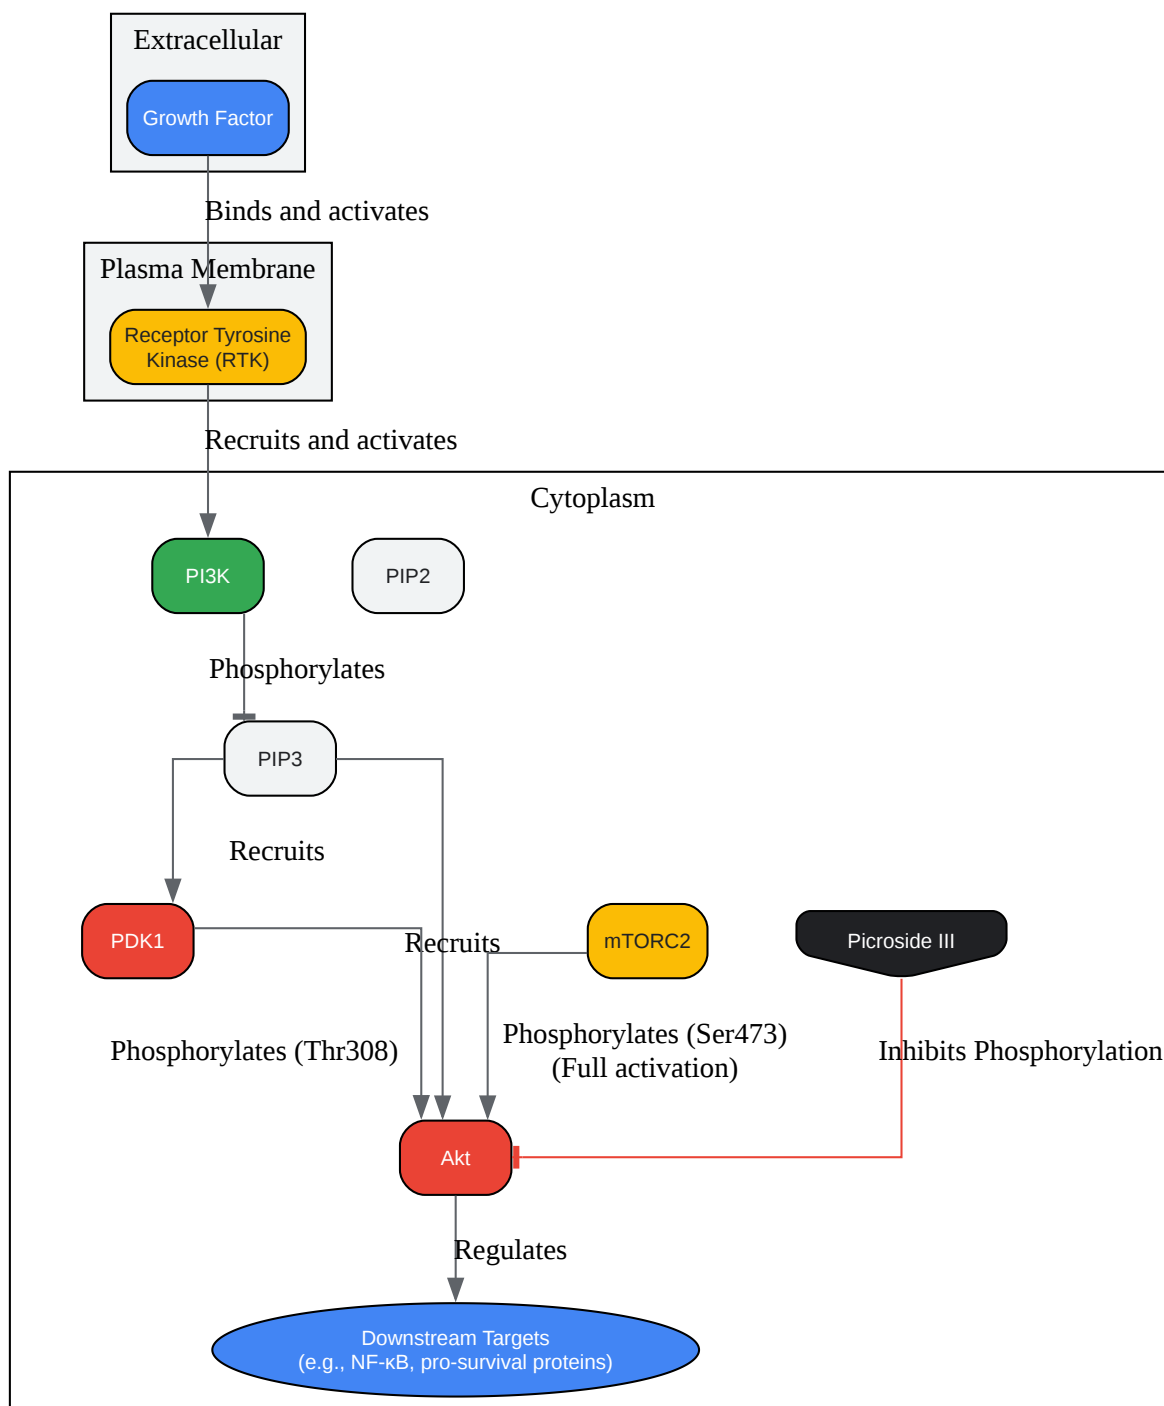 Extracellular
Growth Factor
Binds and activates
Plasma Membrane
Receptor Tyrosine
Kinase (RTK)
Recruits and activates
Cytoplasm
PI3K
PIP2
Phosphorylates
PIP3
Recruits
PDK1
Recruits
mTORC2
Picroside III
Phosphorylates (Thr308)
Phosphorylates (Ser473)
(Full activation)
Inhibits Phosphorylation
Akt
Regulates
Downstream Targets
(e.g., NF-κB, pro-survival proteins)